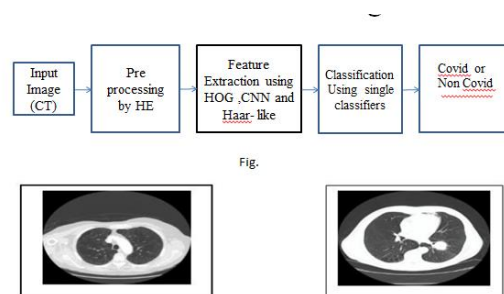 Input
Image
(CT)
Pre
processing
by HE
Feature
Extraction using
HOG ,CNN and
Haar- like
Classification
Using single
classifiers
Covid or
Non Covid
Fig.